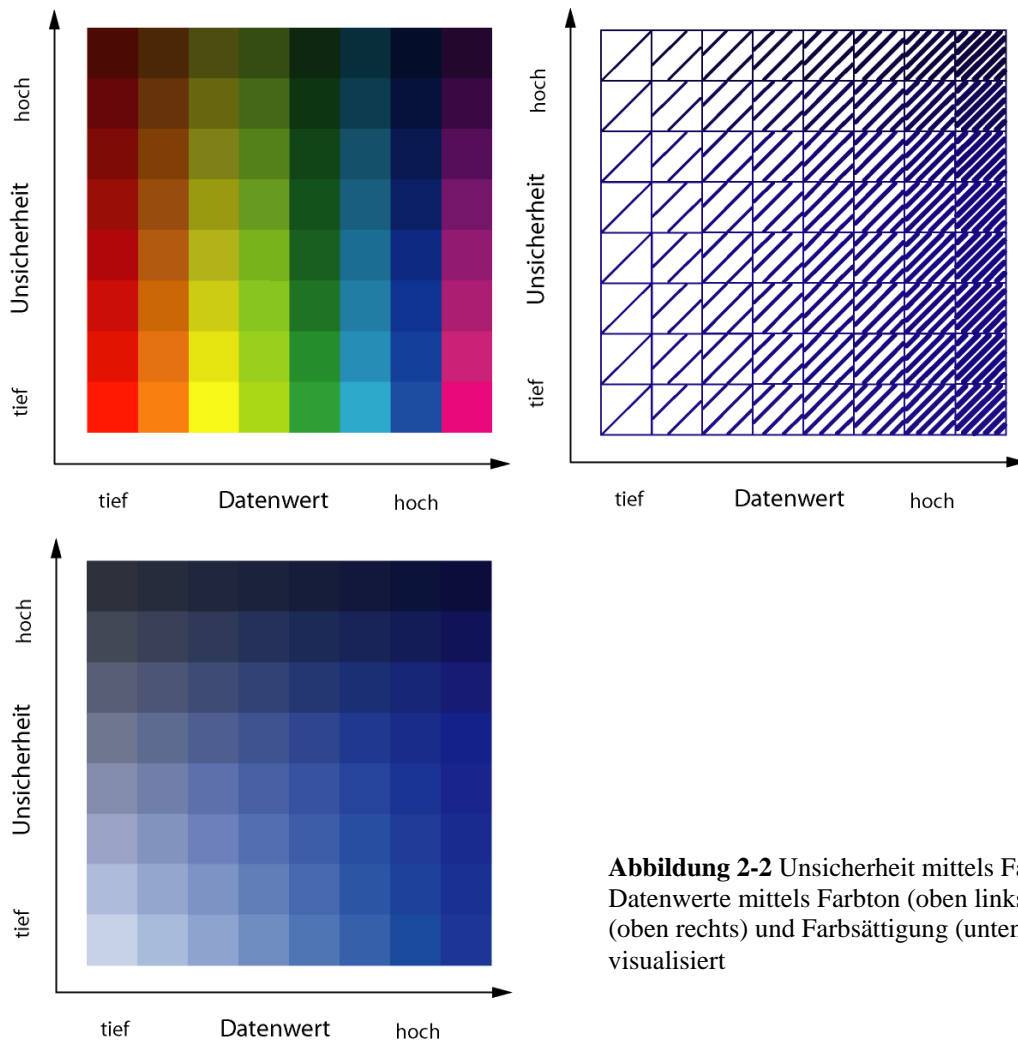 hoch
Unsicherheit
tief
tief Datenwert hoch
hoch
Unsicherheit
tief
tief Datenwert hoch
hoch
Unsicherheit
tief
tief Datenwert hoch
Abbildung 2-2 Unsicherheit mittels
Datenwerte mittels Farbton (oben links
(oben rechts) und Farbsättigung (unten
visualisiert